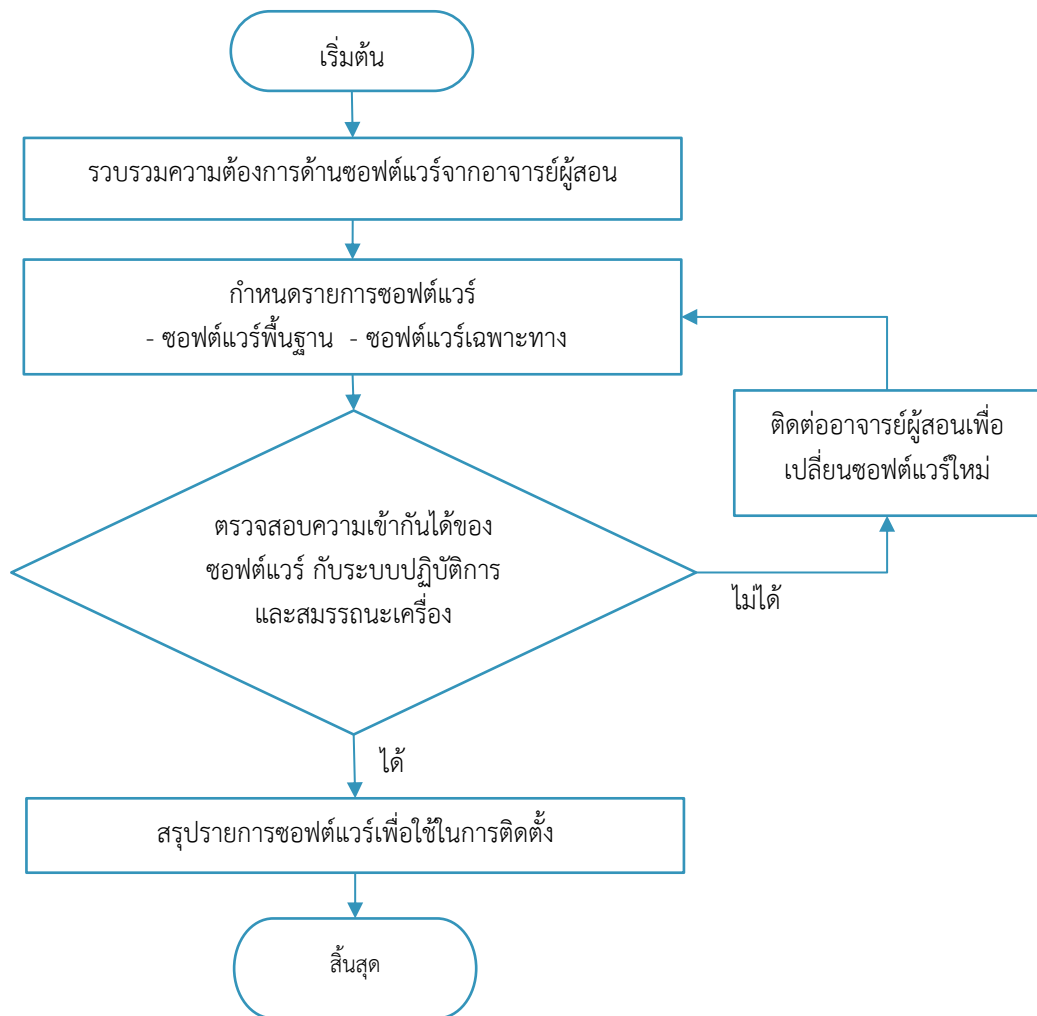 เริ่มต้น
รวบรวมความต้องการด้านซอฟต์แวร์จากอาจารย์ผู้สอน
กำหนดรายการซอฟต์แวร์
- ซอฟต์แวร์พื้นฐาน - ซอฟต์แวร์เฉพาะทาง
ติดต่ออาจารย์ผู้สอนเพื่อ
เปลี่ยนซอฟต์แวร์ใหม่
ตรวจสอบความเข้ากันได้ของ
ซอฟต์แวร์ กับระบบปฏิบัติการ
และสมรรถนะเครื่อง
ไม่ได้
ได้
สรุปรายการซอฟต์แวร์เพื่อใช้ในการติดตั้ง
สิ้นสุด